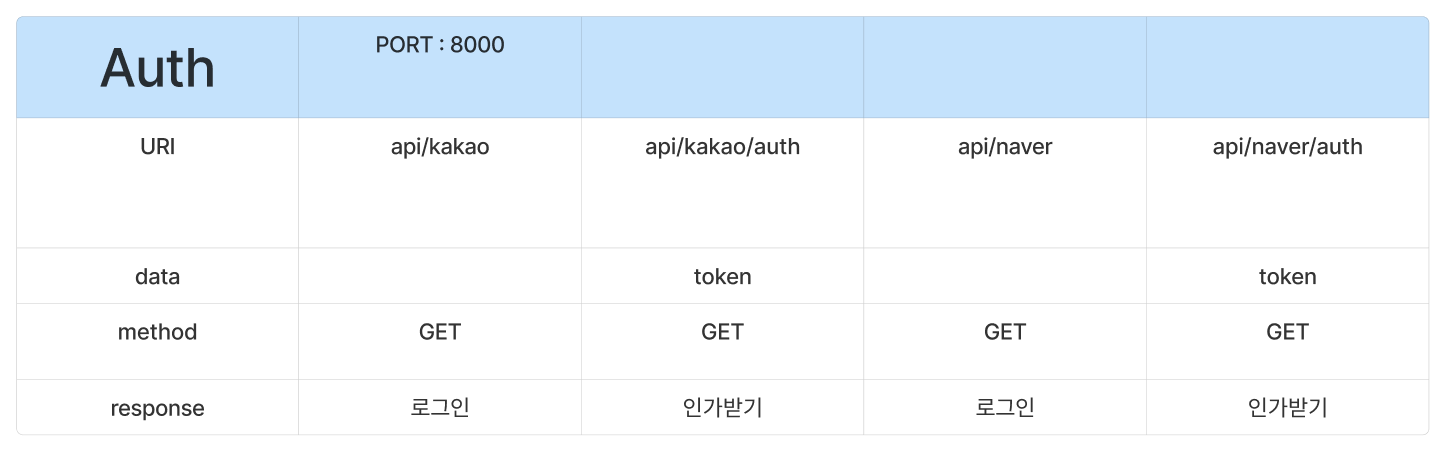 Auth
PORT : 8000
URI
api/kakao
api/kakao/auth
api/naver
api/naver/auth
data
token
token
method
GET
GET
GET
GET
response
로그인
인가받기
로그인
인가받기